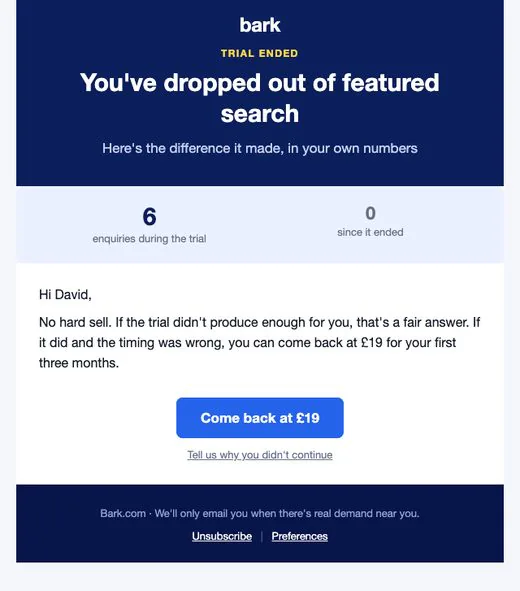 bark
TRIAL ENDED
You've dropped out of featured
search
Here's the difference it made, in your own numbers
6
enquiries during the trial
0
since it ended
Hi David,
No hard sell. If the trial didn't produce enough for you, that's a fair answer. If
it did and the timing was wrong, you can come back at £19 for your first
three months.
Come back at £19
Tell us why you didn't continue
Bark.com · We'll only email you when there's real demand near you.
Unsubscribe | Preferences